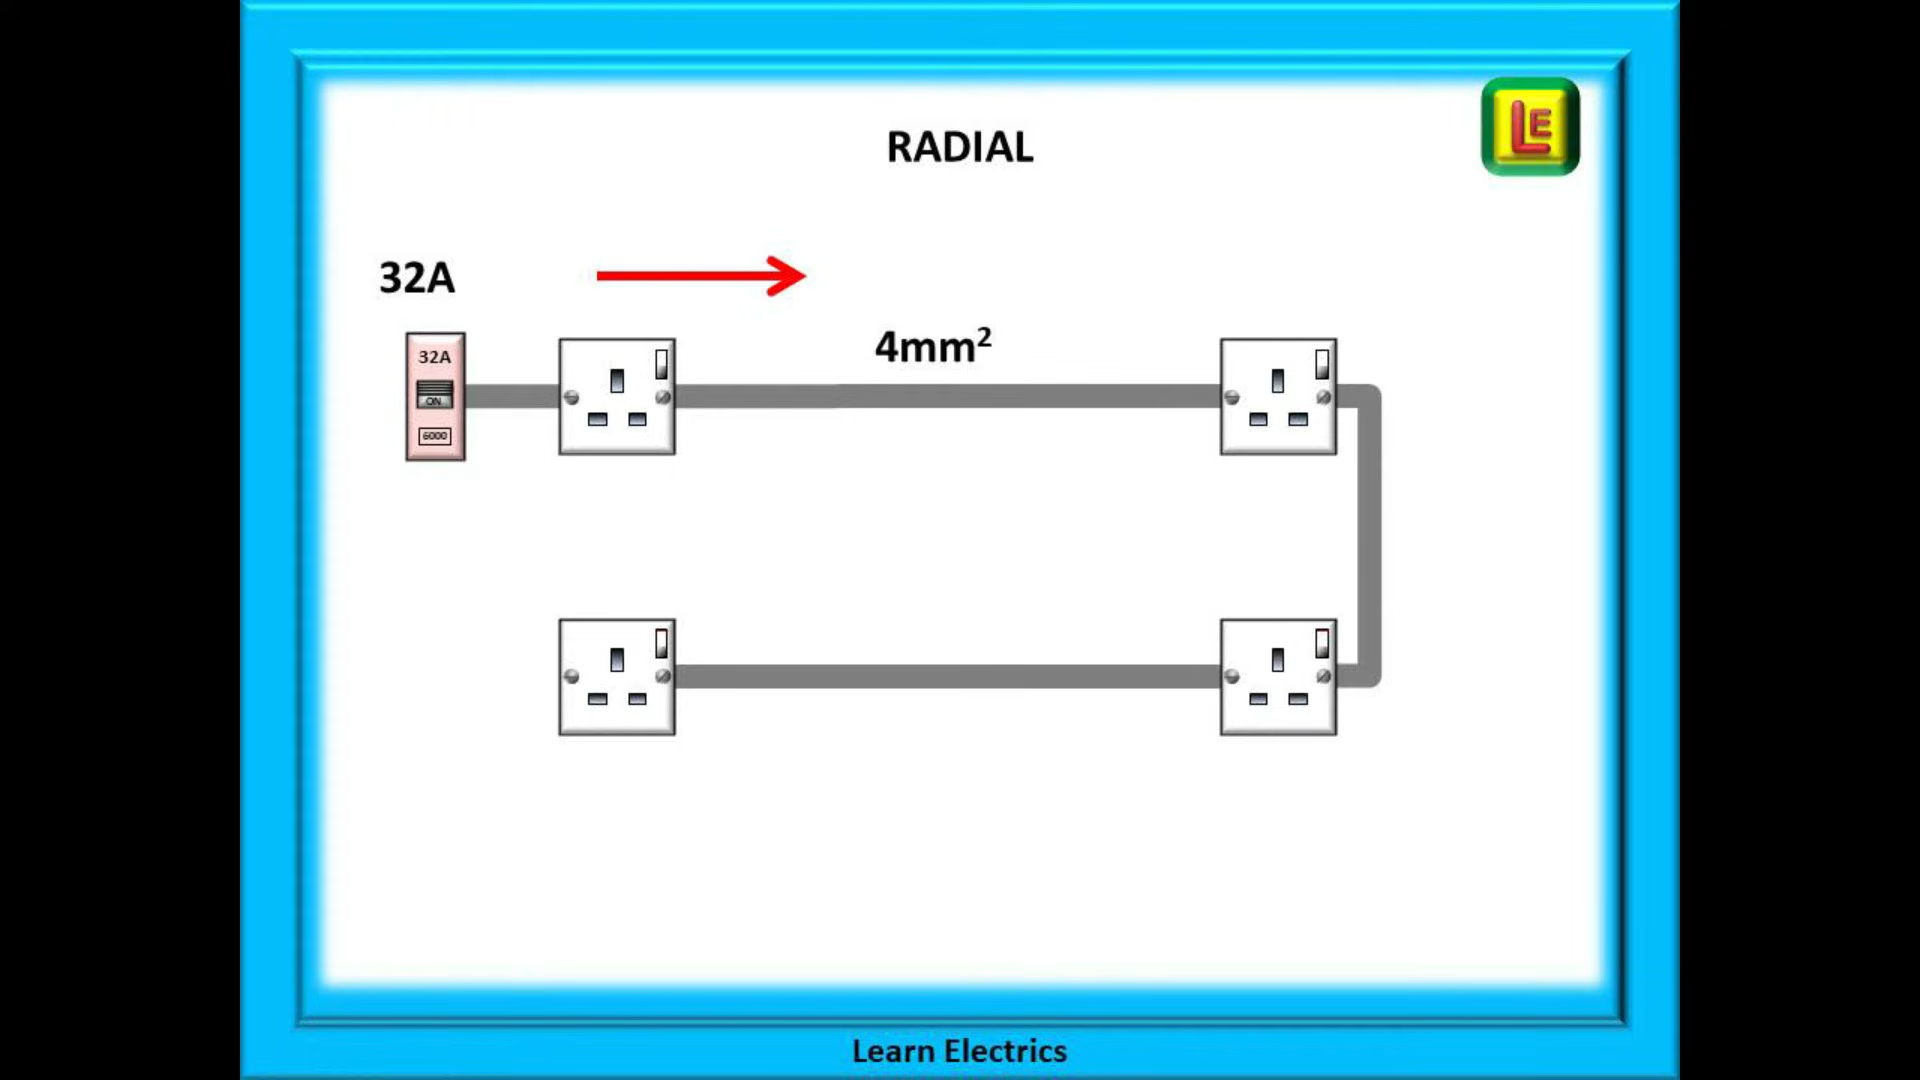 RADIAL
LE
32A
4mm²
32A
ON
6000
Learn Electrics